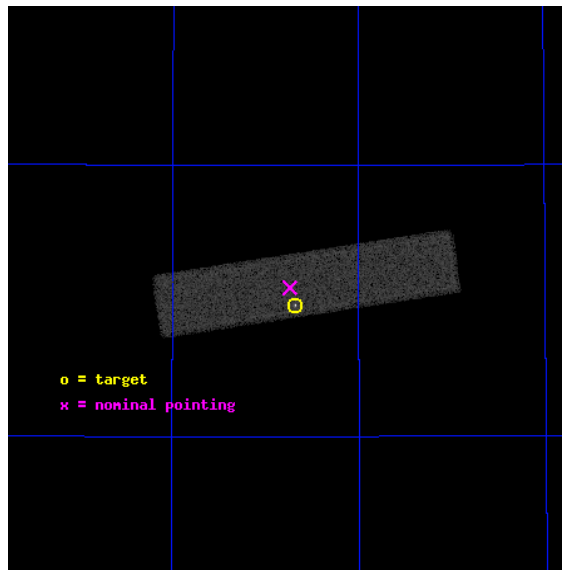 o = target
x = nominal pointing